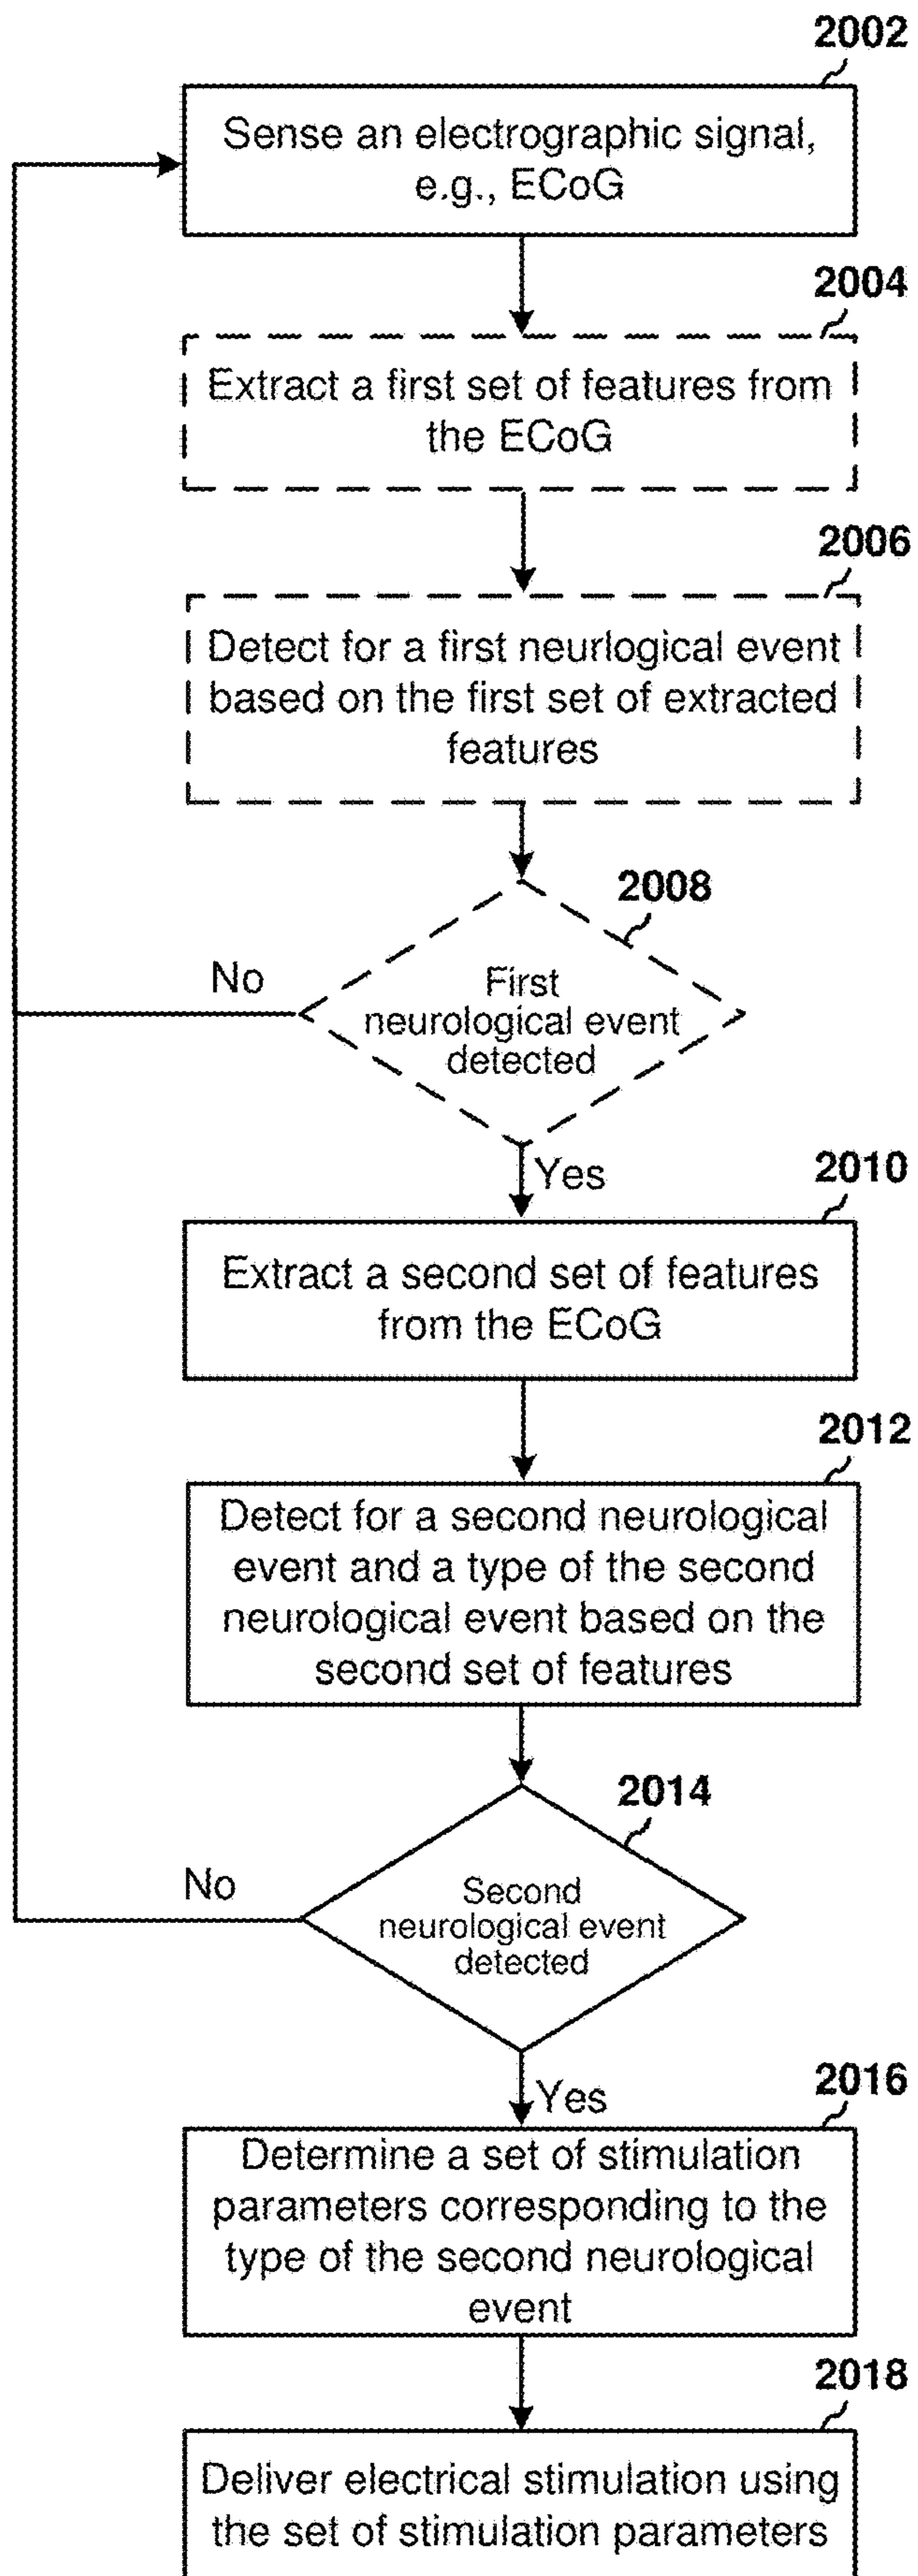 2002
Sense an electrographic signal,
e.g., ECoG
2004
Extract a first set of features from
the ECoG
2006
Detect for a first neurlogical event
based on the first set of extracted
features
2008
First
neurological event
detected
No
Yes
2010
Extract a second set of features
from the ECoG
2012
Detect for a second neurological
event and a type of the second
neurological event based on the
second set of features
2014
Second
neurological event
detected
No
Yes
2016
Determine a set of stimulation
parameters corresponding to the
type of the second neurological
event
2018
Deliver electrical stimulation using
the set of stimulation parameters